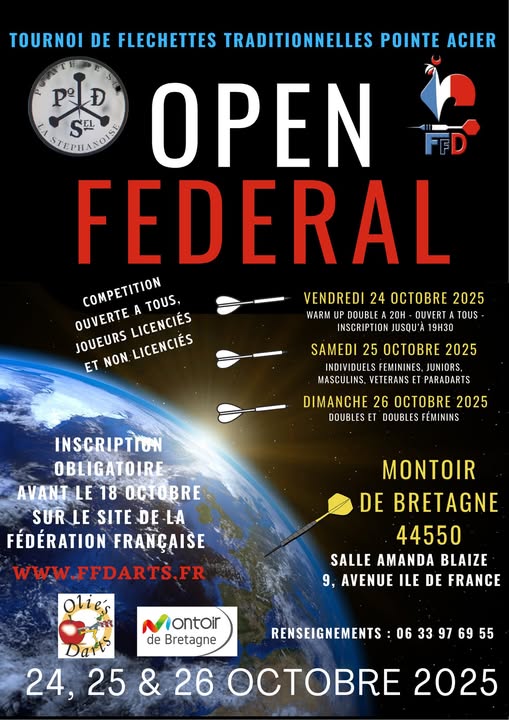 TOURNOI DE FLECHETTES TRADITIONNELLES POINTE ACIER
LA STEPHANOISE
OPEN
FFD
FEDERAL
COMPETITION
OUVERTE A TOUS,
JOUEURS LICENCIÉS
ET NON LICENCIÉS
VENDREDI 24 OCTOBRE 2025
WARM UP DOUBLE A 20H - OUVERT A TOUS -
INSCRIPTION JUSQU'À 19H30
SAMEDI 25 OCTOBRE 2025
INDIVIDUELS FEMININES, JUNIORS,
MASCULINS, VETERANS ET PARADARTS
DIMANCHE 26 OCTOBRE 2025
DOUBLES ET DOUBLES FÉMININS
INSCRIPTION
OBLIGATOIRE
AVANT LE 18 OCTOBRE
SUR LE SITE DE LA
FÉDÉRATION FRANÇAISE
WWW.FFDARTS.FR
MONTOIR
DE BRETAGNE
44550
SALLE AMANDA BLAIZE
9, AVENUE ILE DE FRANCE
Olie's
Darts
Montoir
de Bretagne
RENSEIGNEMENTS : 06 33 97 69 55
24, 25 & 26 OCTOBRE 2025